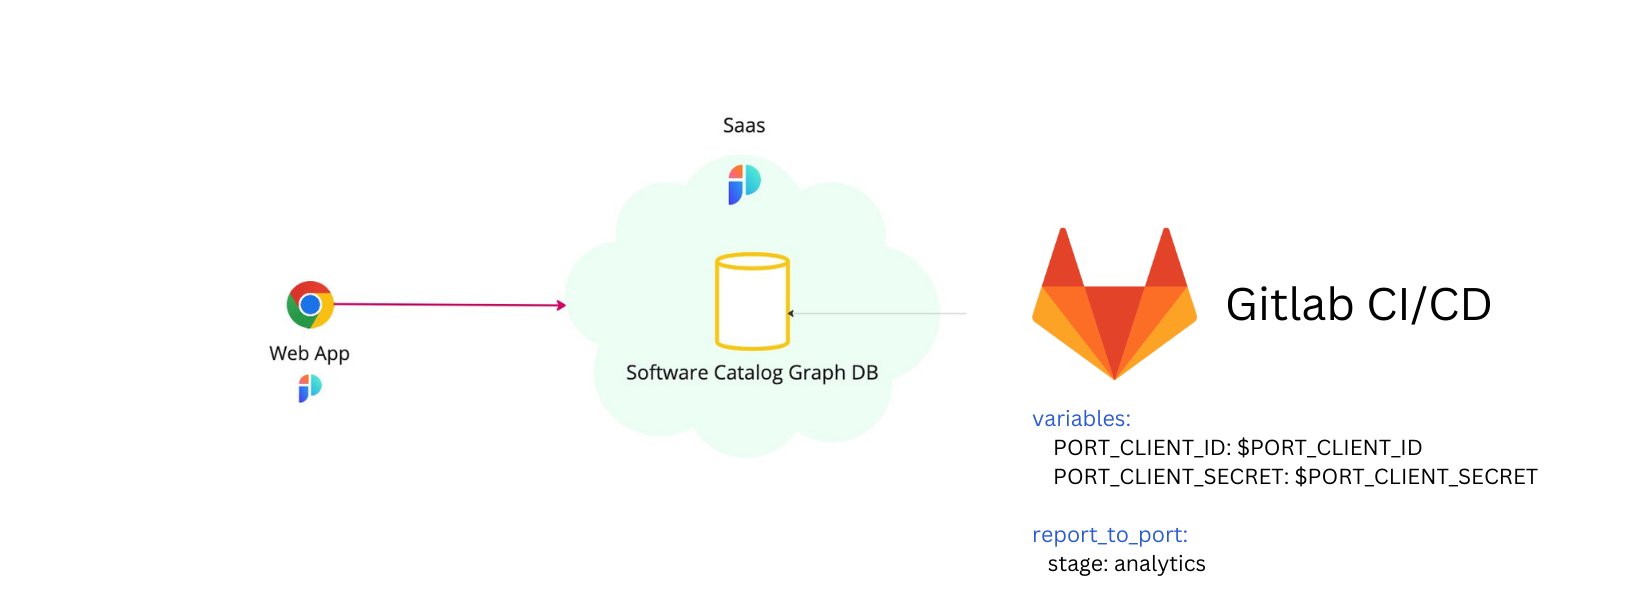 Saas
Web App
Software Catalog Graph DB
Gitlab CI/CD
variables:
PORT_CLIENT_ID: $PORT_CLIENT_ID
PORT_CLIENT_SECRET: $PORT_CLIENT_SECRET
report_to_port:
stage: analytics